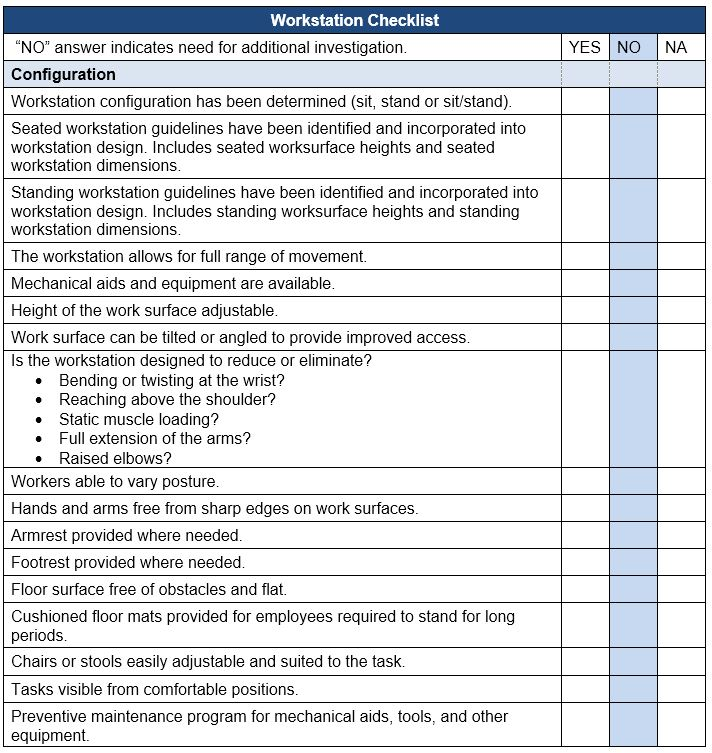 Workstation Checklist
“NO” answer indicates need for additional investigation. YES NO NA
Configuration
Workstation configuration has been determined (sit, stand or sit/stand).
Seated workstation guidelines have been identified and incorporated into
workstation design. Includes seated worksurface heights and seated
workstation dimensions.
Standing workstation guidelines have been identified and incorporated into
workstation design. Includes standing worksurface heights and standing
workstation dimensions.
The workstation allows for full range of movement.
Mechanical aids and equipment are available.
Height of the work surface adjustable.
Work surface can be tilted or angled to provide improved access.
Is the workstation designed to reduce or eliminate?
• Bending or twisting at the wrist?
• Reaching above the shoulder?
• Static muscle loading?
• Full extension of the arms?
• Raised elbows?
Workers able to vary posture.
Hands and arms free from sharp edges on work surfaces.
Armrest provided where needed.
Footrest provided where needed.
Floor surface free of obstacles and flat.
Cushioned floor mats provided for employees required to stand for long
periods.
Chairs or stools easily adjustable and suited to the task.
Tasks visible from comfortable positions.
Preventive maintenance program for mechanical aids, tools, and other
equipment.